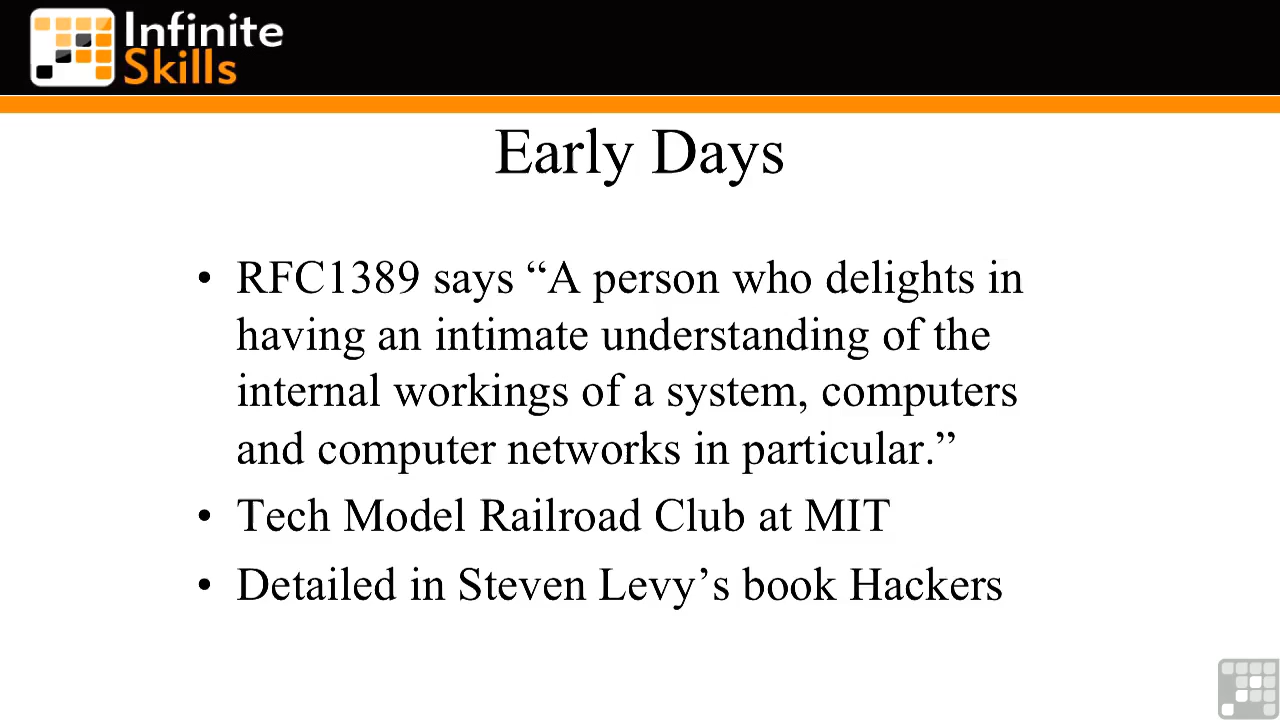 Infinite
Skills
Early Days
• RFC1389 says “A person who delights in
having an intimate understanding of the
internal workings of a system, computers
and computer networks in particular.”
• Tech Model Railroad Club at MIT
• Detailed in Steven Levy’s book Hackers